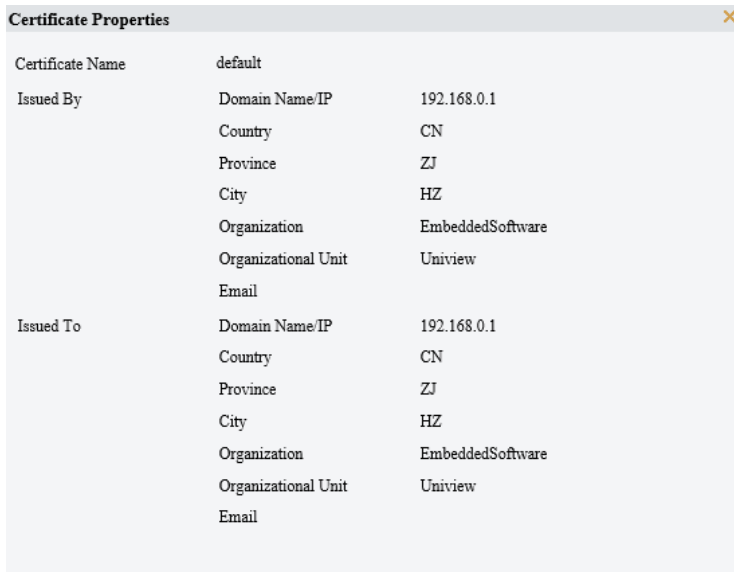 Certificate Properties
Certificate Name default
Issued By Domain Name/IP 192.168.0.1
Country CN
Province ZJ
City HZ
Organization EmbeddedSoftware
Organizational Unit Uniview
Email
Issued To Domain Name/IP 192.168.0.1
Country CN
Province ZJ
City HZ
Organization EmbeddedSoftware
Organizational Unit Uniview
Email